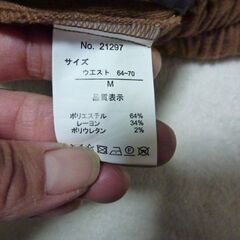 No. 21297
サイズ
ウエスト 64-70
M
品質表示
ポリエステル 64%
レーヨン 34%
ポリウレタン 2%